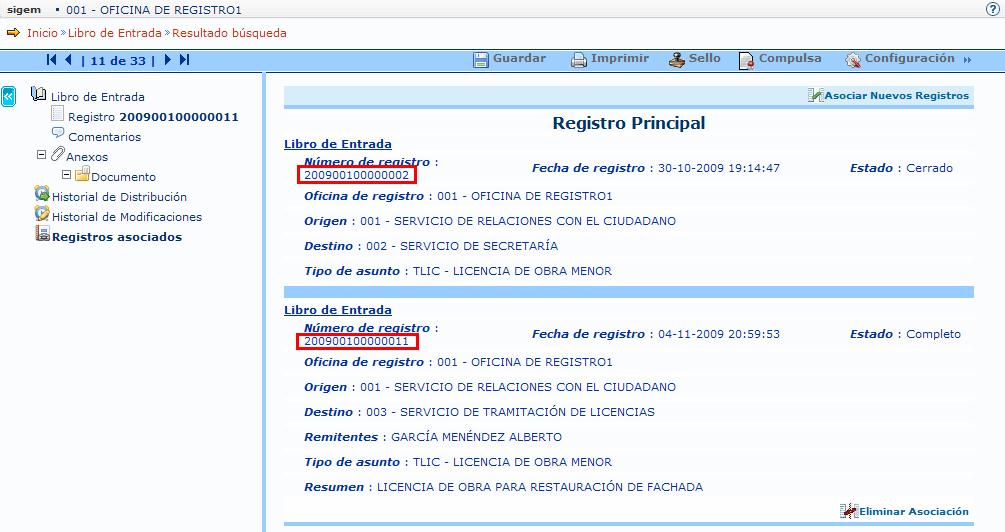 sigem • 001 - OFICINA DE REGISTRO1
Inicio » Libro de Entrada » Resultado búsqueda
| 11 de 33 | Guardar Imprimir Sello Compulsa Configuración »
Libro de Entrada
Registro 200900100000011
Comentarios
Anexos
Documento
Historial de Distribución
Historial de Modificaciones
Registros asociados
Asociar Nuevos Registros
Registro Principal
Libro de Entrada
Número de registro :
200900100000002
Fecha de registro : 30-10-2009 19:14:47
Estado : Cerrado
Oficina de registro : 001 - OFICINA DE REGISTRO1
Origen : 001 - SERVICIO DE RELACIONES CON EL CIUDADANO
Destino : 002 - SERVICIO DE SECRETARÍA
Tipo de asunto : TLIC - LICENCIA DE OBRA MENOR
Libro de Entrada
Número de registro :
200900100000011
Fecha de registro : 04-11-2009 20:59:53
Estado : Completo
Oficina de registro : 001 - OFICINA DE REGISTRO1
Origen : 001 - SERVICIO DE RELACIONES CON EL CIUDADANO
Destino : 003 - SERVICIO DE TRAMITACIÓN DE LICENCIAS
Remitentes : GARCÍA MENÉNDEZ ALBERTO
Tipo de asunto : TLIC - LICENCIA DE OBRA MENOR
Resumen : LICENCIA DE OBRA PARA RESTAURACIÓN DE FACHADA
Eliminar Asociación